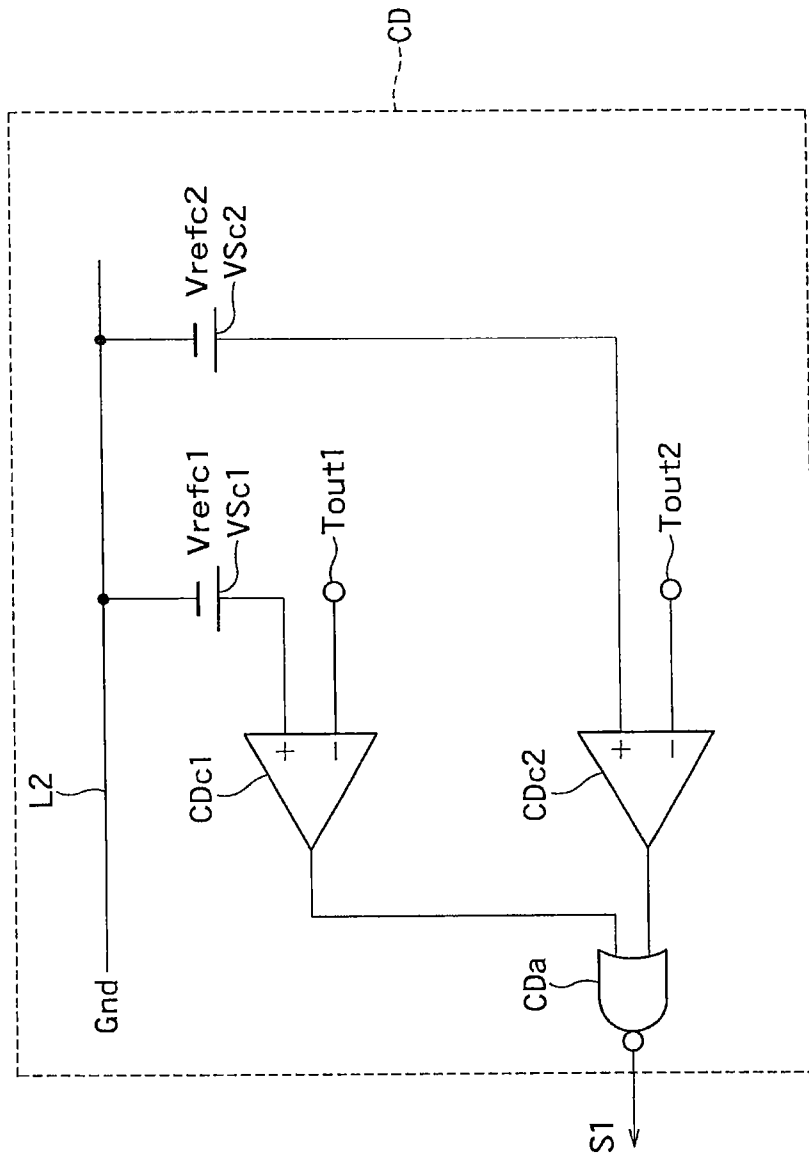 CD
Vrefc2
VSc2
Vrefc1
VSc1
Tout1
Tout2
L2
CDc1
+
−
CDc2
+
−
Gnd
CDa
S1